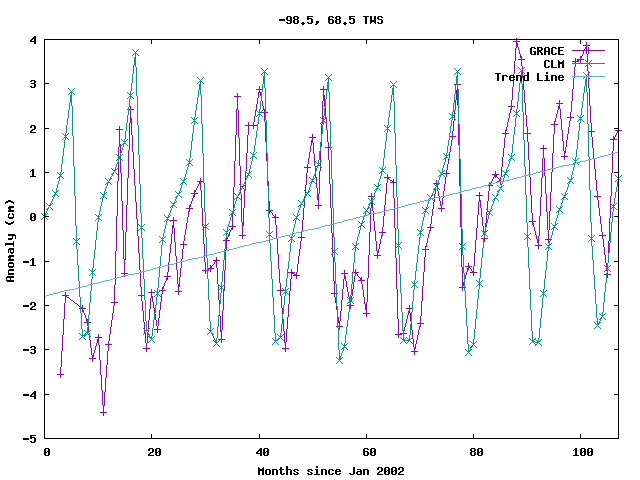 -98.5, 68.5 TWS
GRACE
CLM
Trend Line
4
3
2
1
0
-1
-2
-3
-4
-5
Anomaly (cm)
0 20 40 60 80 100
Months since Jan 2002